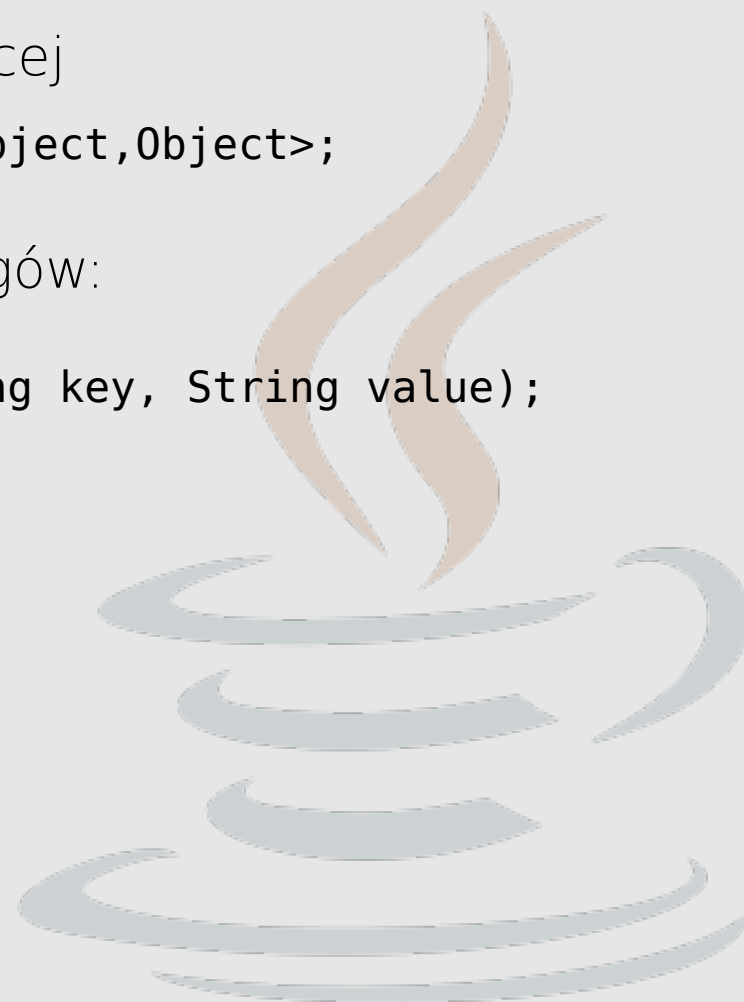 cej
bject,Object>;
gów:
ng key, String value);